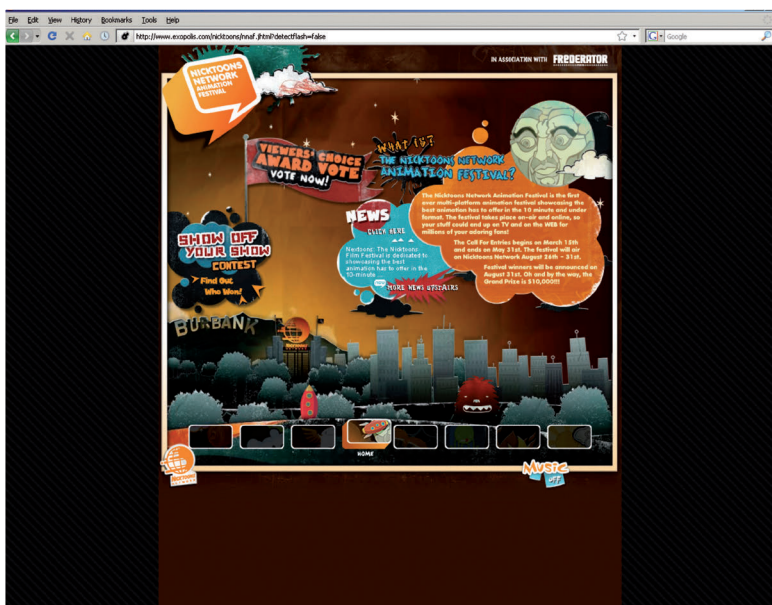 File Edit View History Bookmarks Tools Help
http://www.exopolis.com/nicktoons/nnaf.jhtml?detectflash=false
Google
NICKTOONS
NETWORK
ANIMATION
FESTIVAL
IN ASSOCIATION WITH FREDERATOR
VIEWERS' CHOICE
AWARD VOTE
VOTE NOW!
WHAT IS?
THE NICKTOONS NETWORK
ANIMATION FESTIVAL?
The Nicktoons Network Animation Festival is the first
ever multi-platform animation festival showcasing the
best animation has to offer in the 10 minute and under
format. The festival takes place on-air and online, so
your stuff could end up on TV and on the WEB for
millions of your adoring fans!
The Call For Entries begins on March 15th
and ends on May 31st. The festival will air
on Nicktoons Network August 26th - 31st.
Festival winners will be announced on
August 31st. Oh and by the way, the
Grand Prize is $10,000!!!
NEWS
CLICK HERE
Nextoons: The Nicktoons
Film Festival is dedicated to
showcasing the best
animation has to offer in the
10-minute
MORE NEWS UPSTAIRS
SHOW OFF
YOUR SHOW
CONTEST
Find Out
Who Won!
BURBANK
HOME
MUSIC
OFF